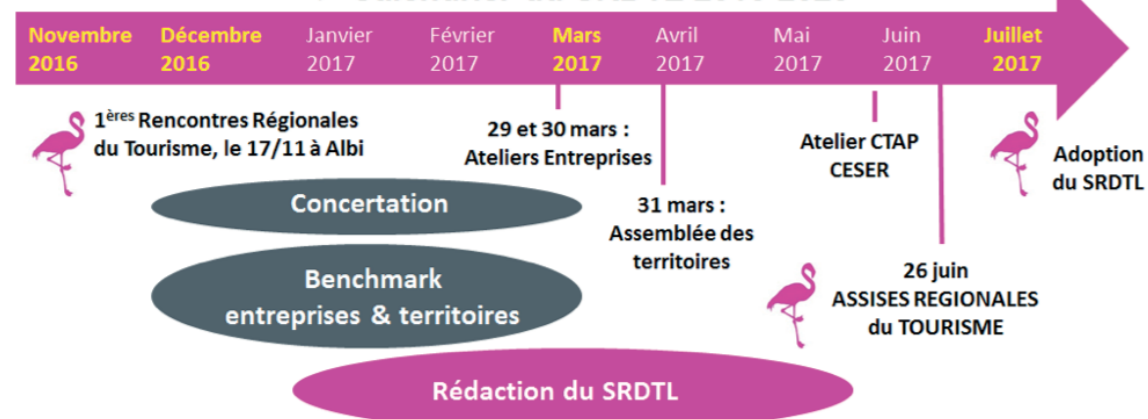 Novembre 2016
Décembre 2016
Janvier 2017
Février 2017
Mars 2017
Avril 2017
Mai 2017
Juin 2017
Juillet 2017
1ères Rencontres Régionales
du Tourisme, le 17/11 à Albi
29 et 30 mars :
Ateliers Entreprises
Atelier CTAP
CESER
Adoption
du SRDTL
Concertation
31 mars :
Assemblée des
territoires
Benchmark
entreprises & territoires
26 juin
ASSISES REGIONALES
du TOURISME
Rédaction du SRDTL